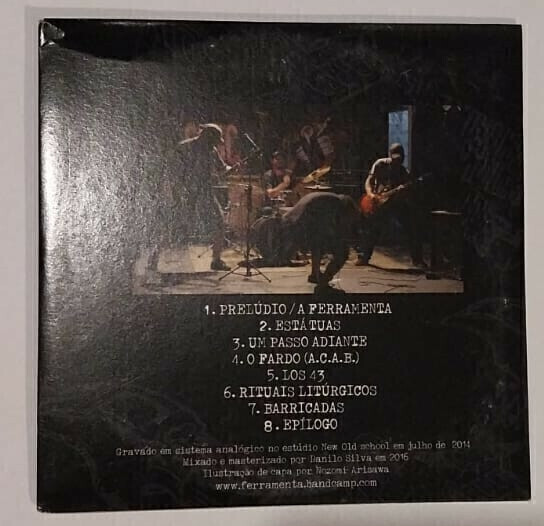 1. PRELÚDIO/A FERRAMENTA
2. ESTÁTUAS
3. UM PASSO ADIANTE
4. O FARDO (A.C.A.B.)
5. LOS 43
6. RITUAIS LITÚRGICOS
7. BARRICADAS
8. EPÍLOGO
Gravado em sistema analógico no estúdio New Old school em julho de 2014
Mixado e masterizado por Danilo Silva em 2016
Ilustração de capa por Nozomi Arisawa
www.ferramenta.bandcamp.com